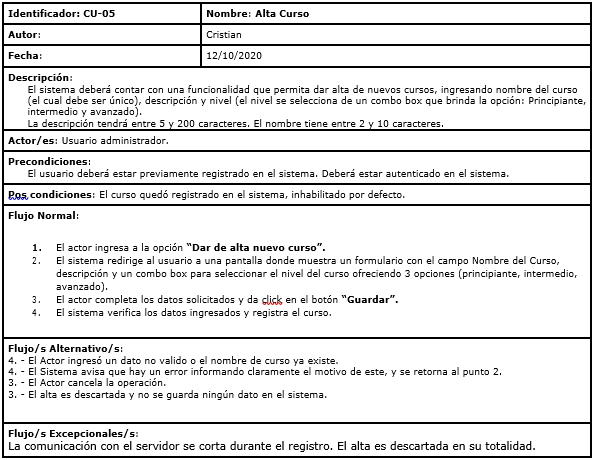 Identificador: CU-05 Nombre: Alta Curso
Autor: Cristian
Fecha: 12/10/2020
Descripción:
El sistema deberá contar con una funcionalidad que permita dar alta de nuevos cursos, ingresando nombre del curso
(el cual debe ser único), descripción y nivel (el nivel se selecciona de un combo box que brinda la opción: Principiante,
intermedio y avanzado).
La descripción tendrá entre 5 y 200 caracteres. El nombre tiene entre 2 y 10 caracteres.
Actor/es: Usuario administrador.
Precondiciones:
El usuario deberá estar previamente registrado en el sistema. Deberá estar autenticado en el sistema.
Pos condiciones: El curso quedó registrado en el sistema, inhabilitado por defecto.
Flujo Normal:
1. El actor ingresa a la opción “Dar de alta nuevo curso”.
2. El sistema redirige al usuario a una pantalla donde muestra un formulario con el campo Nombre del Curso,
descripción y un combo box para seleccionar el nivel del curso ofreciendo 3 opciones (principiante, intermedio,
avanzado).
3. El actor completa los datos solicitados y da click en el botón “Guardar”.
4. El sistema verifica los datos ingresados y registra el curso.
Flujo/s Alternativo/s:
4. - El Actor ingresó un dato no valido o el nombre de curso ya existe.
4. - El Sistema avisa que hay un error informando claramente el motivo de este, y se retorna al punto 2.
3. - El Actor cancela la operación.
3. - El alta es descartada y no se guarda ningún dato en el sistema.
Flujo/s Excepcionales/s:
La comunicación con el servidor se corta durante el registro. El alta es descartada en su totalidad.